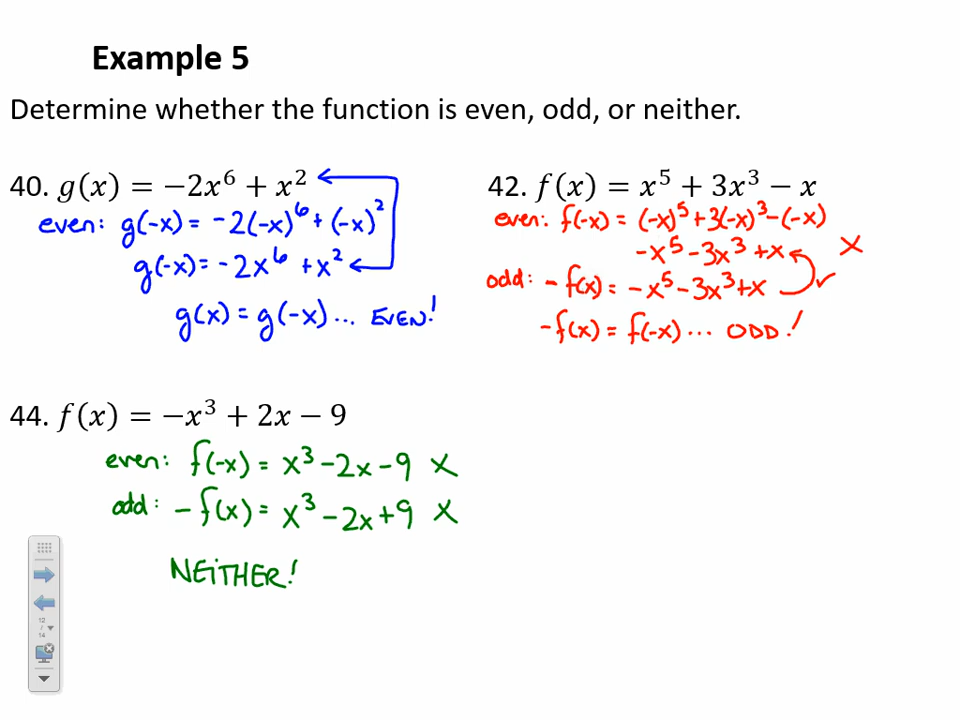 Example 5
Determine whether the function is even, odd, or neither.
40. g(x) = −2x⁶ + x²
even: g(-x) = -2(-x)⁶ + (-x)²
g(-x) = -2x⁶ + x²
g(x) = g(-x) ... EVEN!
42. f(x) = x⁵ + 3x³ − x
even: f(-x) = (-x)⁵ + 3(-x)³ - (-x)
-x⁵ - 3x³ + x X
odd: - f(x) = -x⁵ - 3x³ + x ✓
-f(x) = f(-x) ... ODD!
44. f(x) = −x³ + 2x − 9
even: f(-x) = x³ - 2x - 9 X
odd: - f(x) = x³ - 2x + 9 X
NEiTHER!
12
/
14